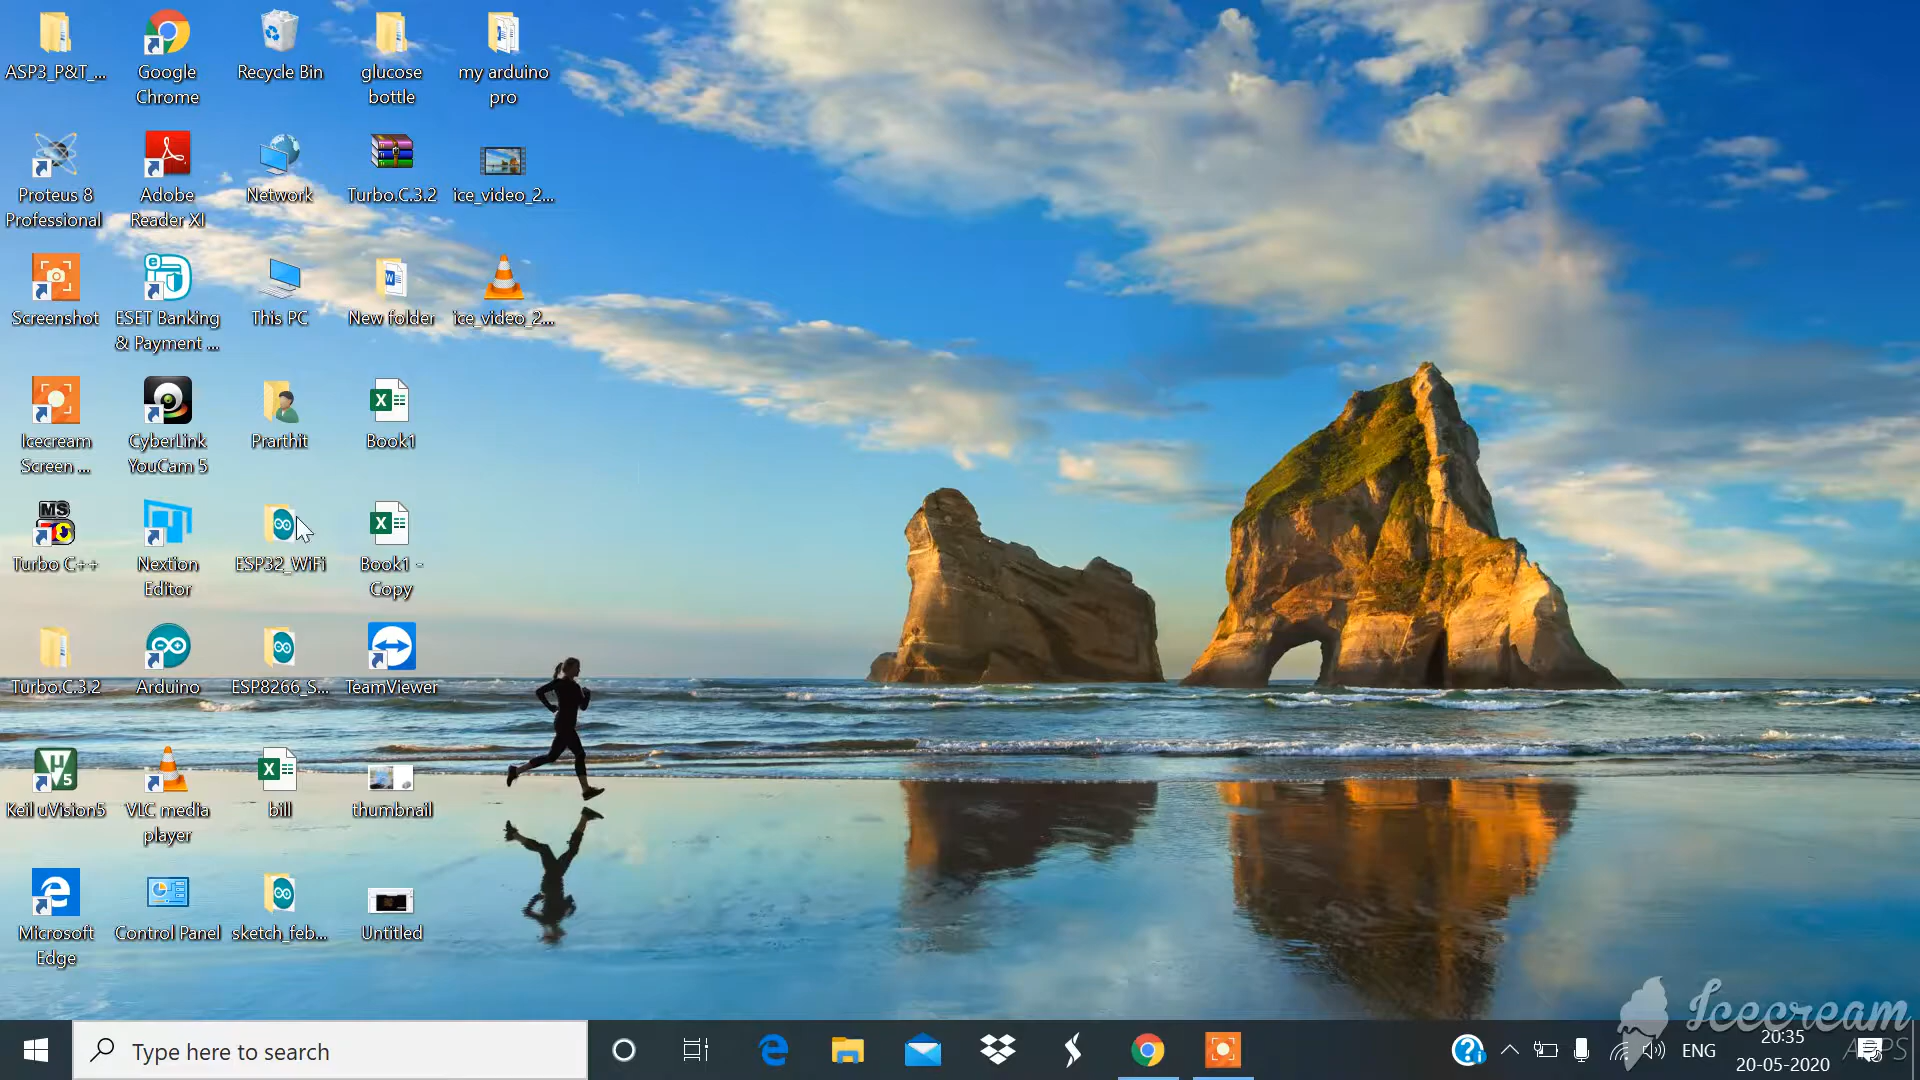 ASP3_P&T_...
Google
Chrome
Recycle Bin
glucose
bottle
my arduino
pro
Proteus 8
Professional
Adobe
Reader XI
Network
Turbo.C.3.2
ice_video_2...
Screenshot
ESET Banking
& Payment ...
This PC
New folder
ice_video_2...
Icecream
Screen ...
CyberLink
YouCam 5
Prarthit
Book1
MS
Turbo C++
Nextion
Editor
ESP32_WiFi
Book1 -
Copy
Turbo.C.3.2
Arduino
ESP8266_S...
TeamViewer
Keil uVision5
VLC media
player
bill
thumbnail
Microsoft
Edge
Control Panel
sketch_feb...
Untitled
Type here to search
ENG
20:35
20-05-2020
Icecream
APPS